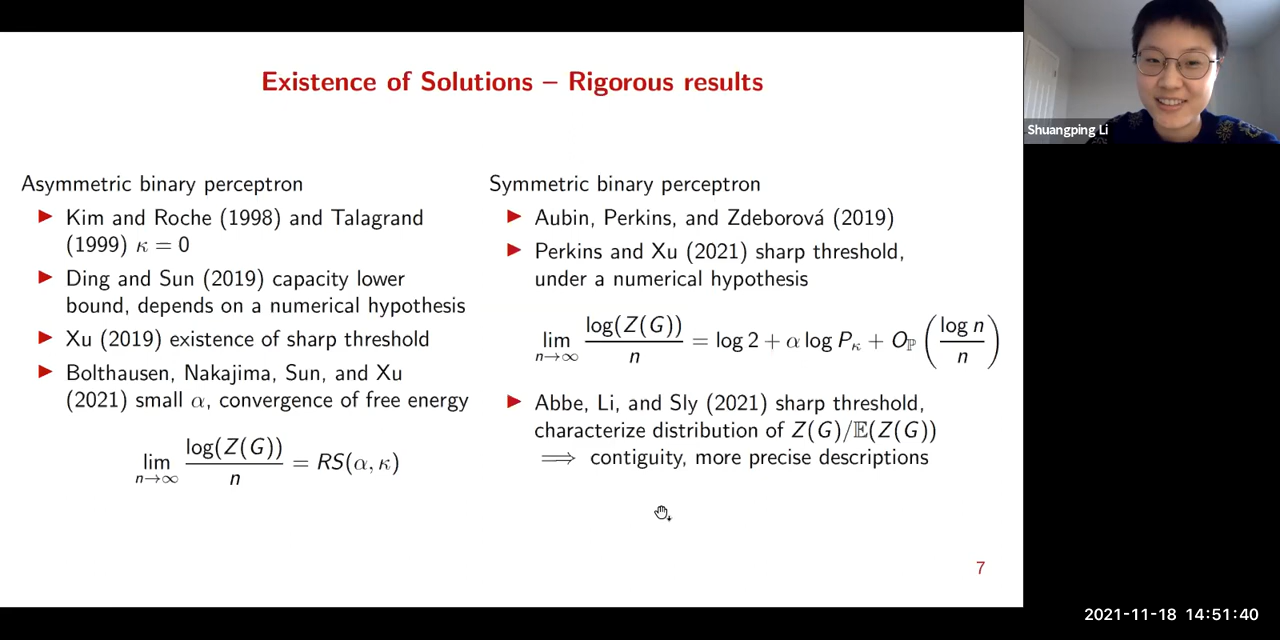 Existence of Solutions – Rigorous results
Asymmetric binary perceptron
▶ Kim and Roche (1998) and Talagrand
(1999) κ = 0
▶ Ding and Sun (2019) capacity lower
bound, depends on a numerical hypothesis
▶ Xu (2019) existence of sharp threshold
▶ Bolthausen, Nakajima, Sun, and Xu
(2021) small α, convergence of free energy
lim n→∞ log(Z(G)) / n = RS(α, κ)
Symmetric binary perceptron
▶ Aubin, Perkins, and Zdeborová (2019)
▶ Perkins and Xu (2021) sharp threshold,
under a numerical hypothesis
lim n→∞ log(Z(G)) / n = log 2 + α log P_κ + O_ℙ (log n / n)
▶ Abbe, Li, and Sly (2021) sharp threshold,
characterize distribution of Z(G)/𝔼(Z(G))
⟹ contiguity, more precise descriptions
7
Shuangping Li
2021-11-18 14:51:40